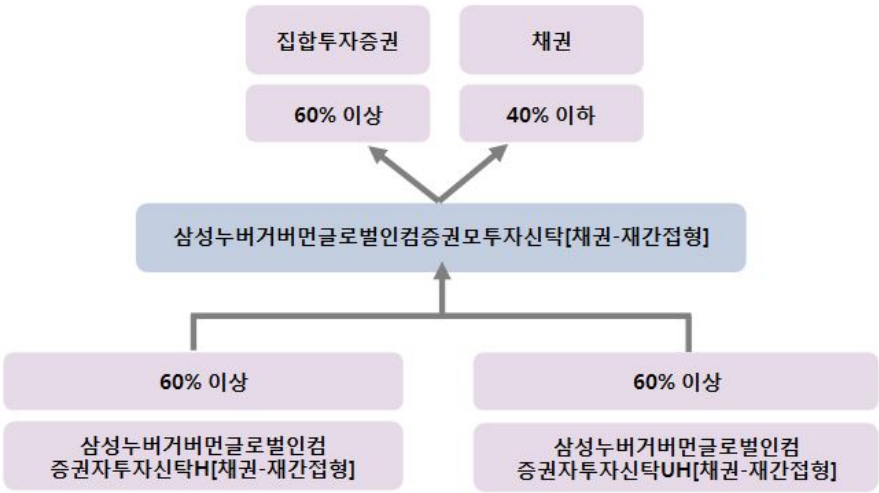 집합투자증권
채권
60% 이상
40% 이하
삼성누버거버먼글로벌인컴증권모투자신탁[채권-재간접형]
60% 이상
60% 이상
삼성누버거버먼글로벌인컴
증권자투자신탁H[채권-재간접형]
삼성누버거버먼글로벌인컴
증권자투자신탁UH[채권-재간접형]